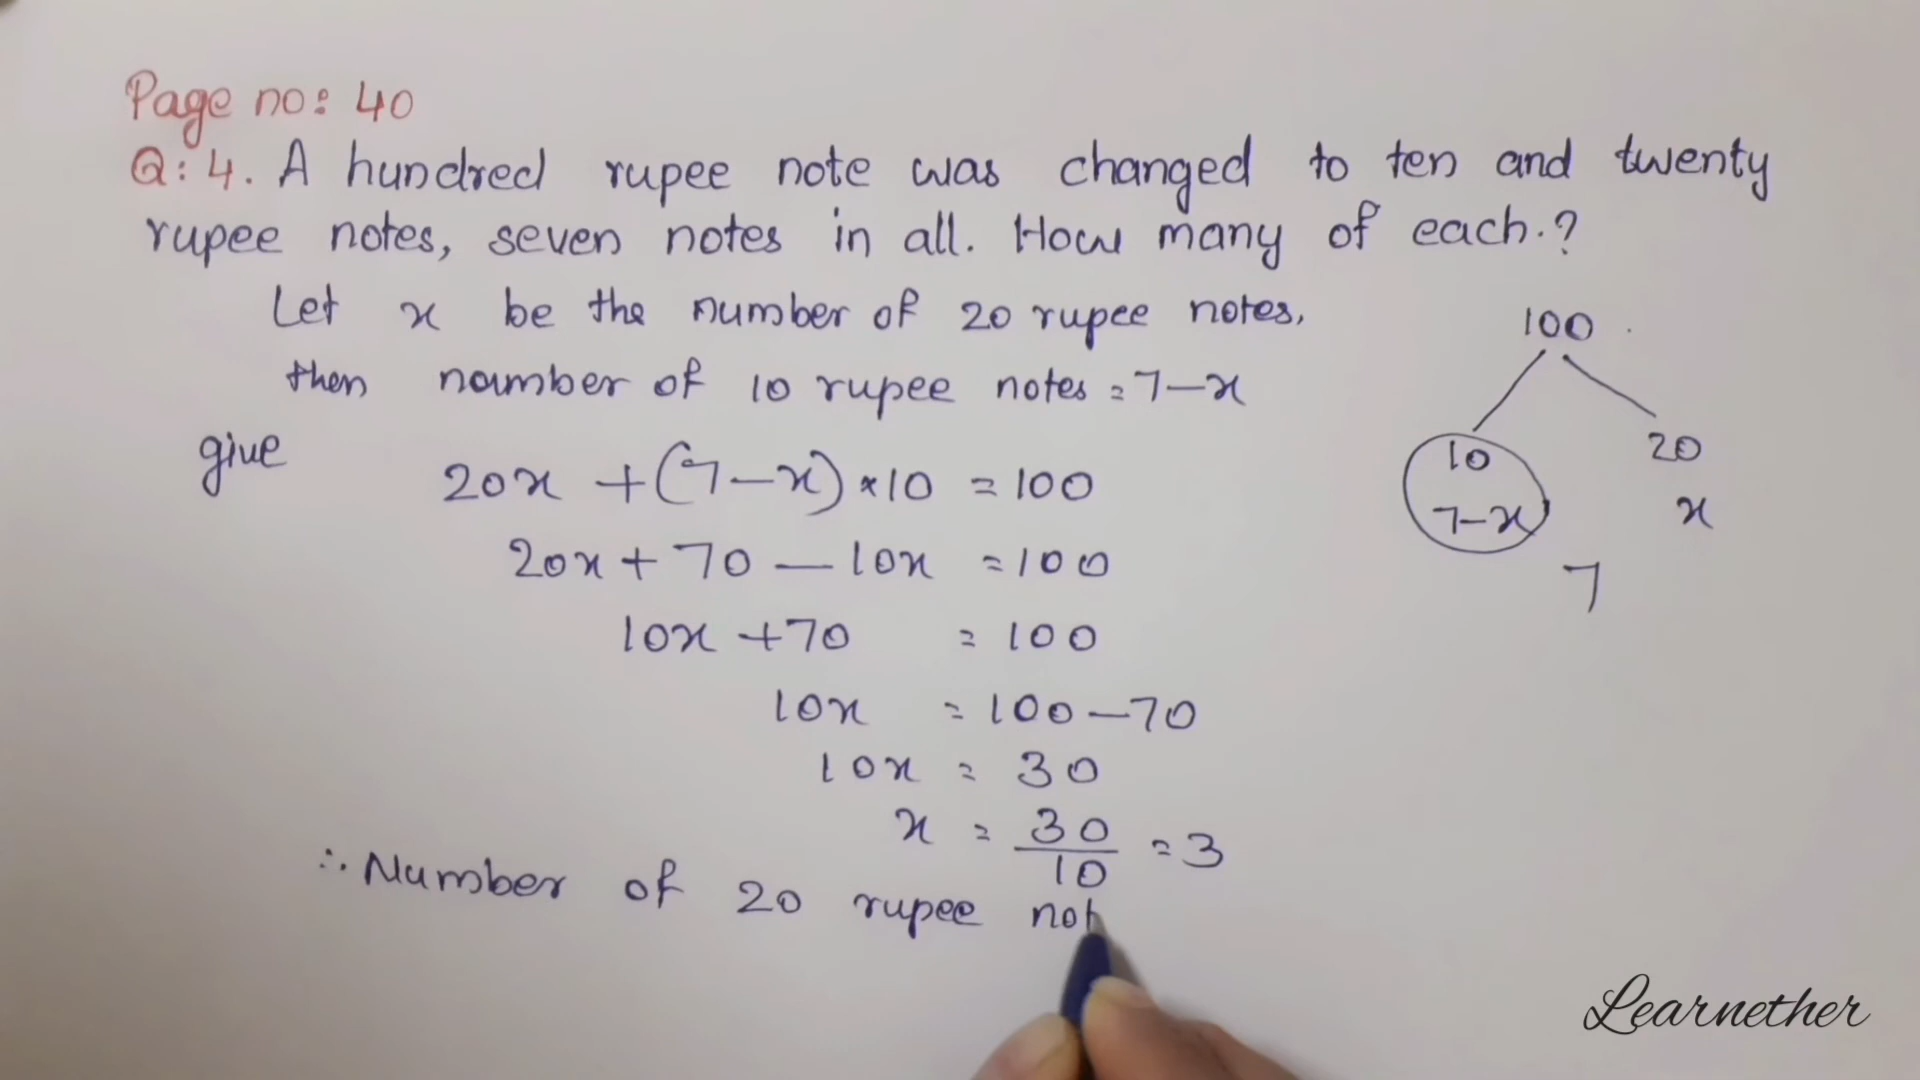 Page no: 40
Q: 4. A hundred rupee note was changed to ten and twenty
rupee notes, seven notes in all. How many of each.?
Let x be the number of 20 rupee notes,
then number of 10 rupee notes = 7-x
give
20x + (7-x) × 10 = 100
20x + 70 - 10x = 100
10x + 70 = 100
10x = 100 - 70
10x = 30
x = 30/10 = 3
∴ Number of 20 rupee not
100
10 20
7-x x
7
Learnether